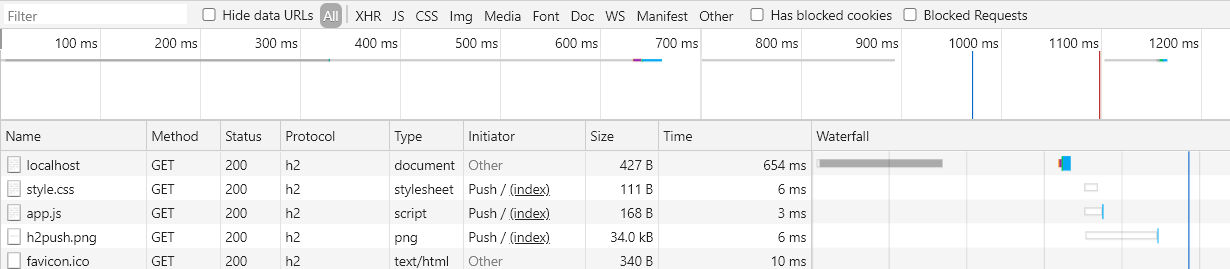 Filter Hide data URLs All XHR JS CSS Img Media Font Doc WS Manifest Other Has blocked cookies Blocked Requests
100 ms 200 ms 300 ms 400 ms 500 ms 600 ms 700 ms 800 ms 900 ms 1000 ms 1100 ms 1200 ms
Name Method Status Protocol Type Initiator Size Time Waterfall
localhost GET 200 h2 document Other 427 B 654 ms
style.css GET 200 h2 stylesheet Push / (index) 111 B 6 ms
app.js GET 200 h2 script Push / (index) 168 B 3 ms
h2push.png GET 200 h2 png Push / (index) 34.0 kB 6 ms
favicon.ico GET 200 h2 text/html Other 340 B 10 ms